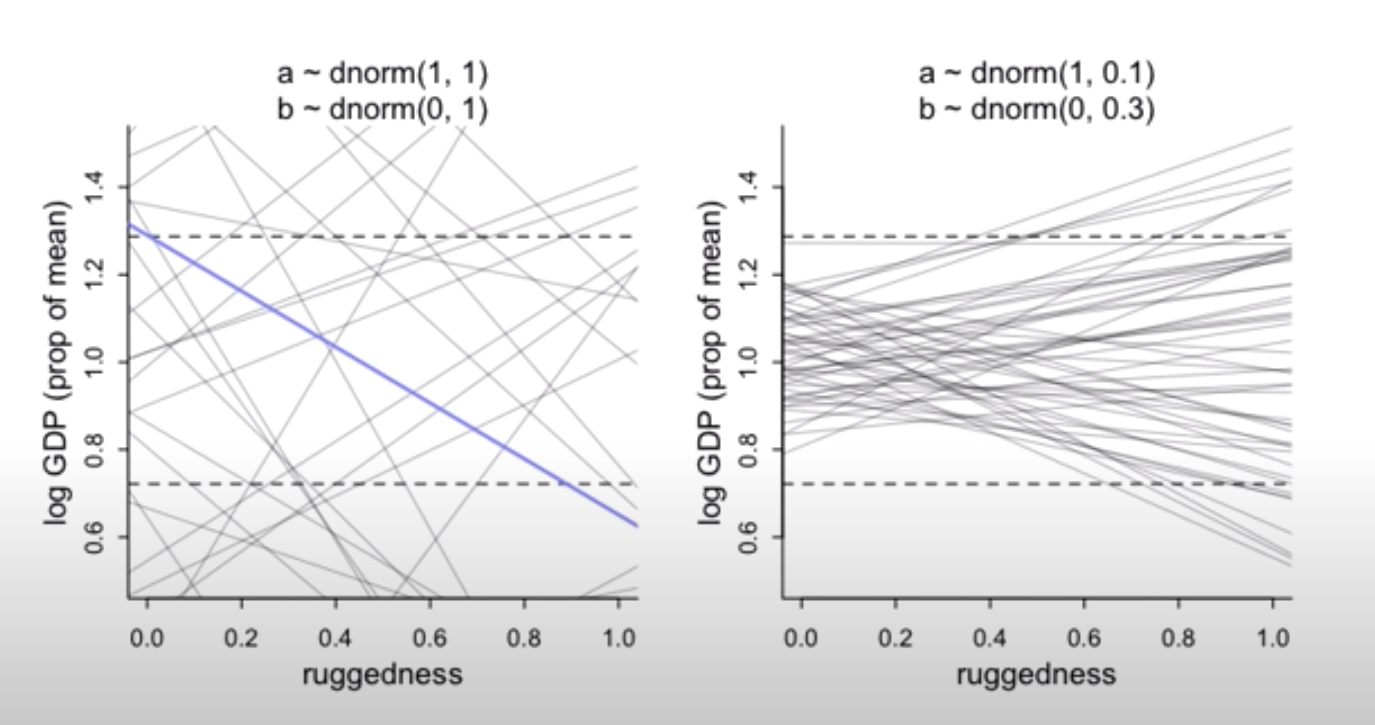 a ~ dnorm(1, 1)
b ~ dnorm(0, 1)
log GDP (prop of mean)
1.4
1.2
1.0
0.8
0.6
0.0 0.2 0.4 0.6 0.8 1.0
ruggedness
a ~ dnorm(1, 0.1)
b ~ dnorm(0, 0.3)
log GDP (prop of mean)
1.4
1.2
1.0
0.8
0.6
0.0 0.2 0.4 0.6 0.8 1.0
ruggedness